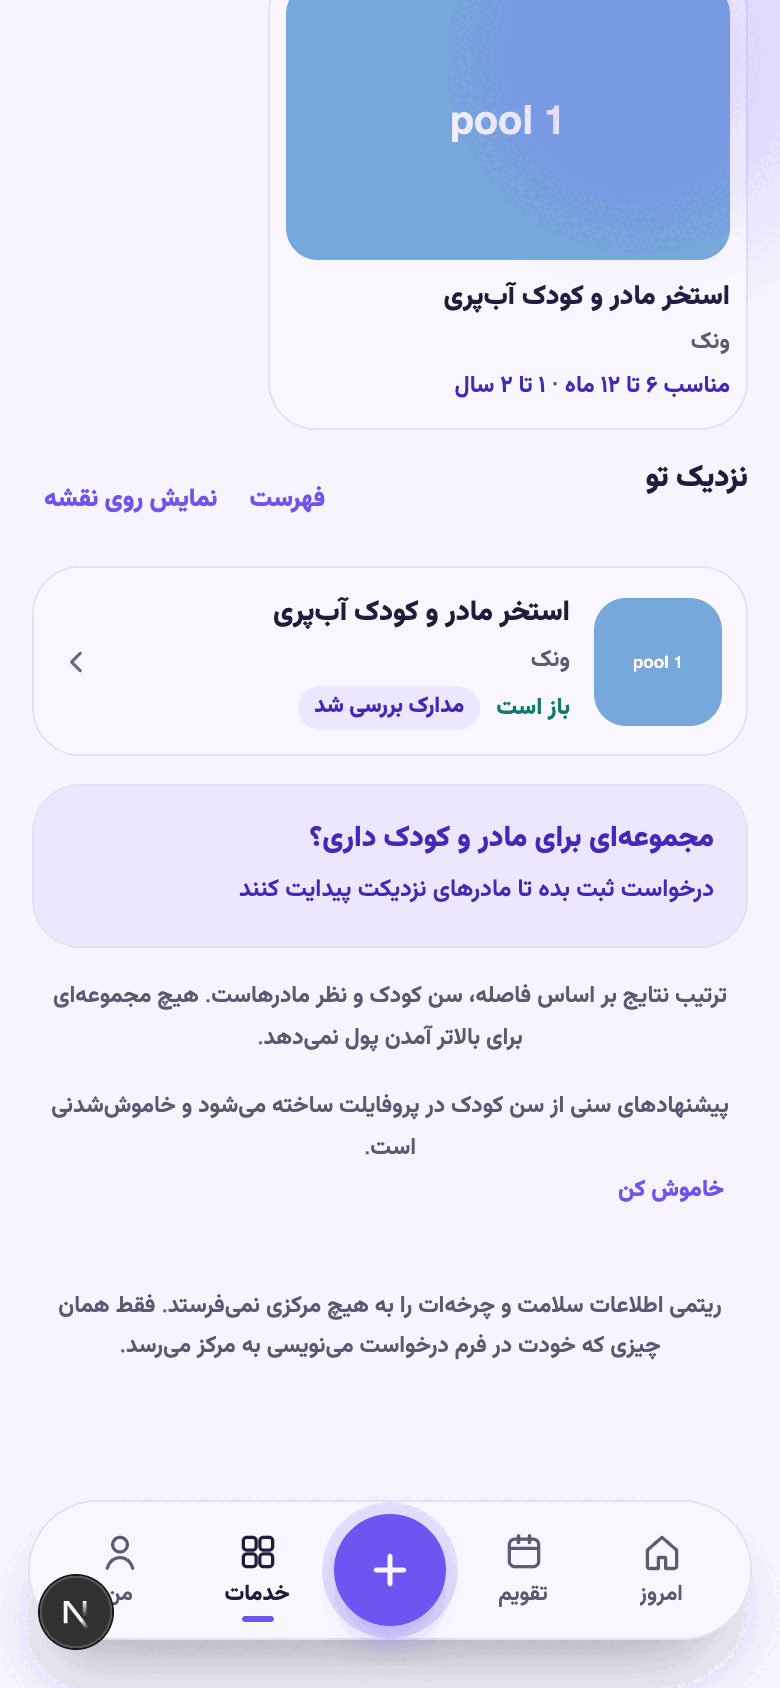 pool 1
استخر مادر و کودک آب‌پری
ونک
مناسب ۶ تا ۱۲ ماه · ۱ تا ۲ سال
نزدیک تو
فهرست
نمایش روی نقشه
pool 1
استخر مادر و کودک آب‌پری
ونک
باز است
مدارک بررسی شد
مجموعه‌ای برای مادر و کودک داری؟
درخواست ثبت بده تا مادرهای نزدیکت پیدایت کنند
ترتیب نتایج بر اساس فاصله، سن کودک و نظر مادرهاست. هیچ مجموعه‌ای
برای بالاتر آمدن پول نمی‌دهد.
پیشنهادهای سنی از سن کودک در پروفایلت ساخته می‌شود و خاموش‌شدنی
است.
خاموش کن
ریتمی اطلاعات سلامت و چرخه‌ات را به هیچ مرکزی نمی‌فرستد. فقط همان
چیزی که خودت در فرم درخواست می‌نویسی به مرکز می‌رسد.
امروز
تقویم
خدمات
من
N